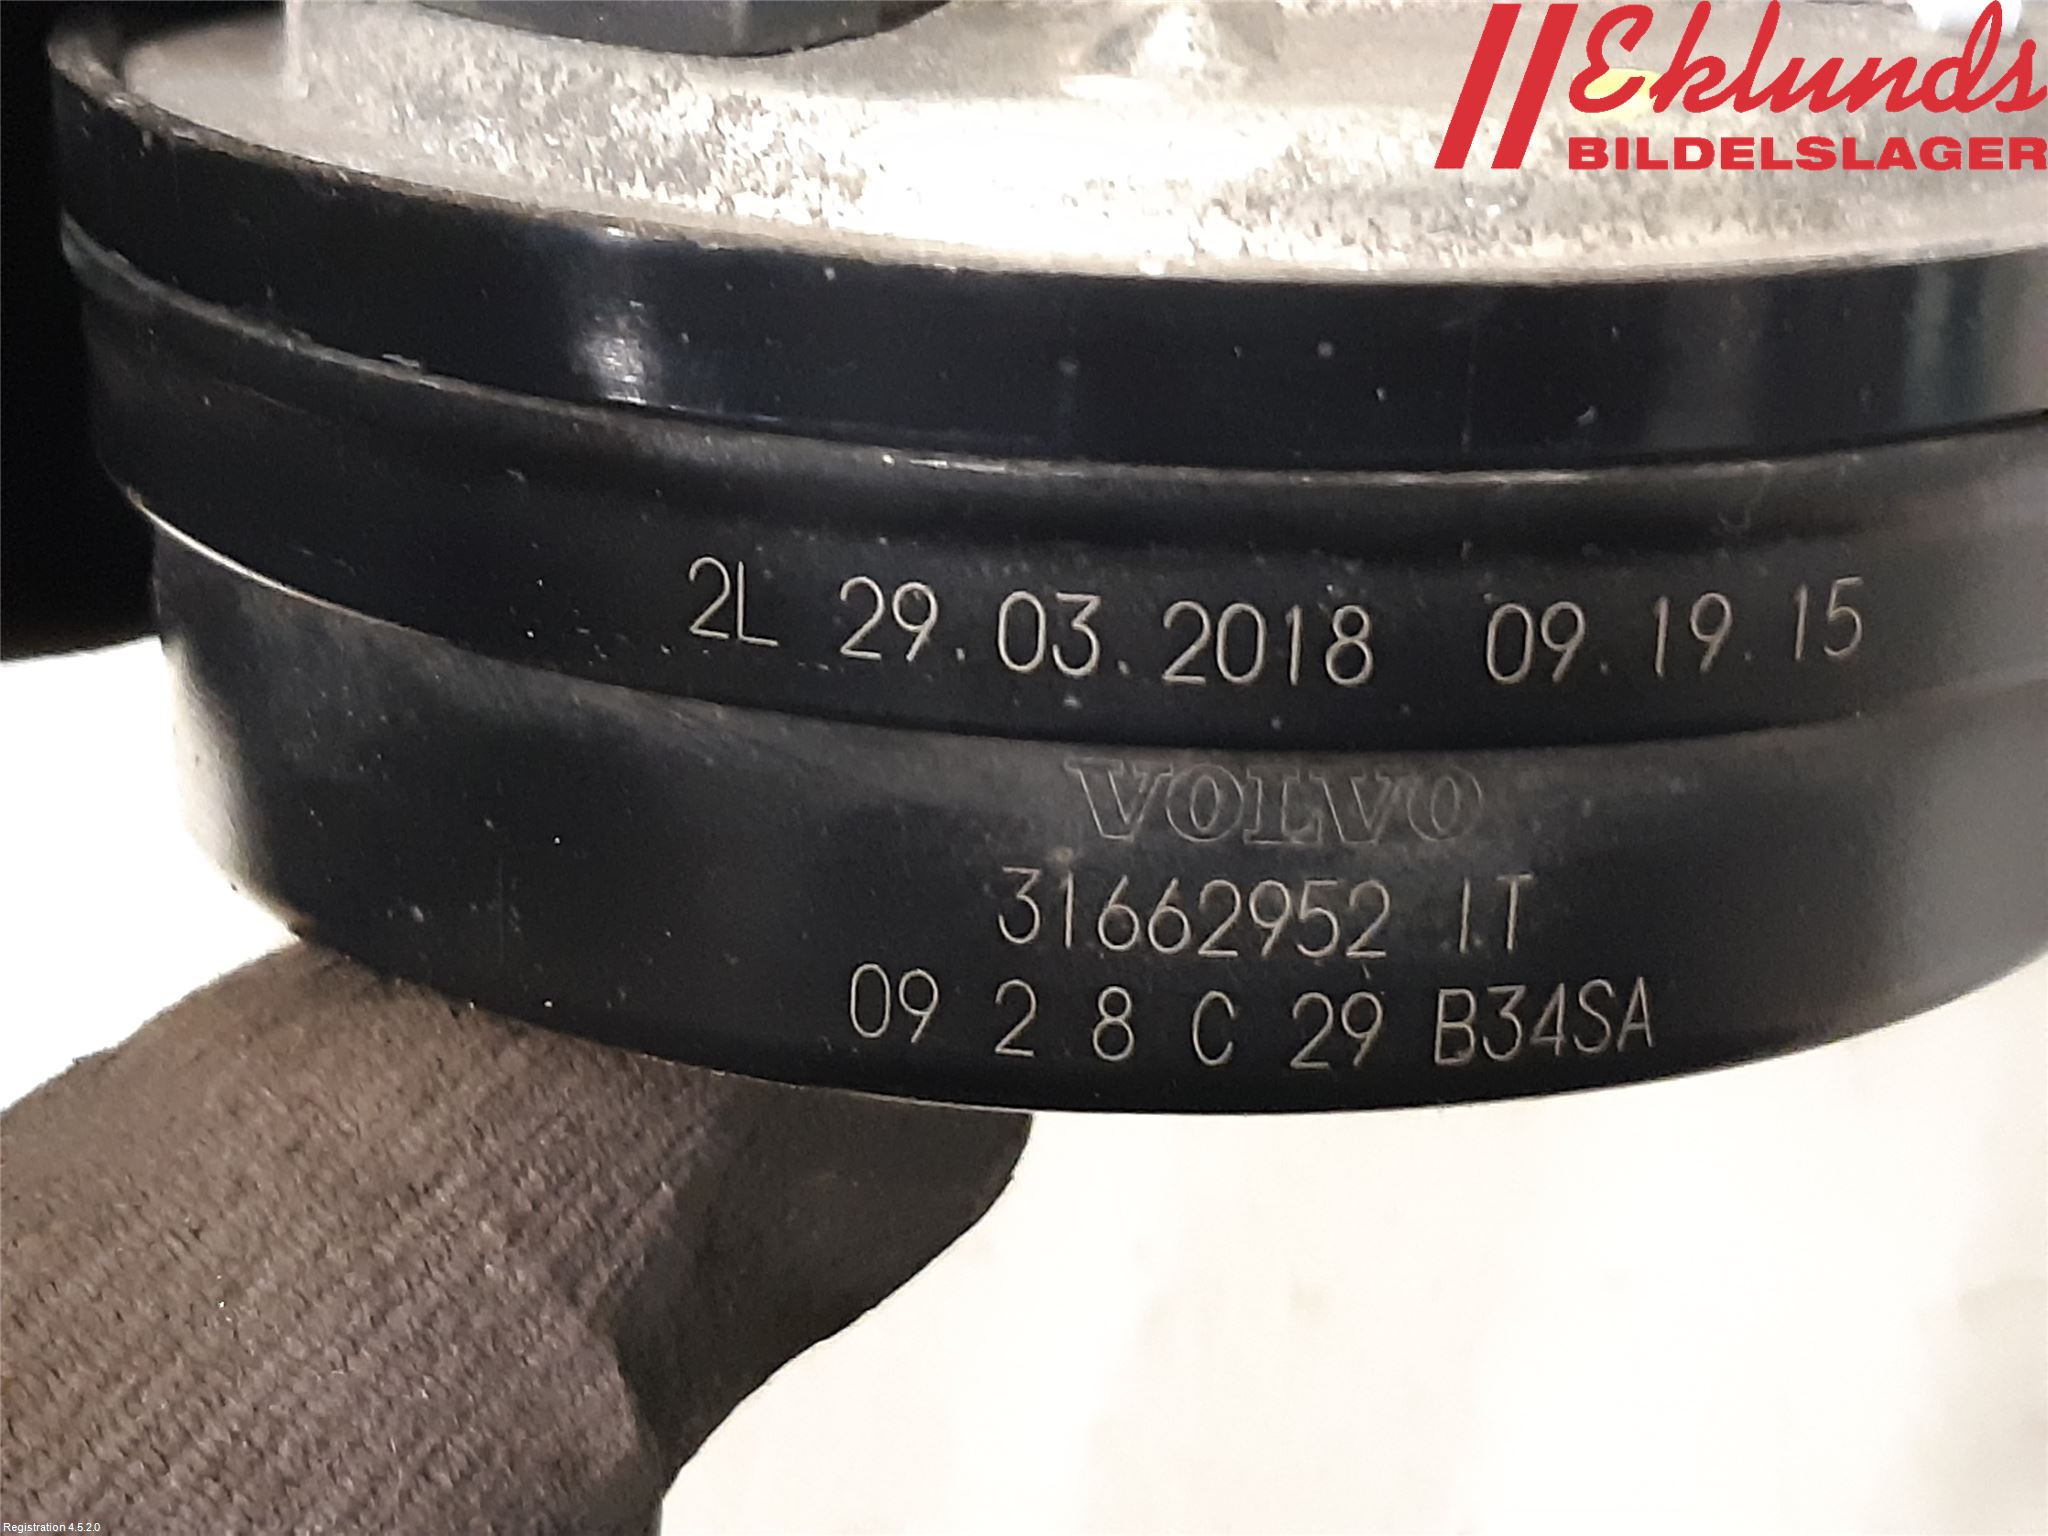 Eklunds
BILDELSLAGER
2L 29.03.2018 09.19.15
VOLVO
31662952 IT
09 2 8 C 29 B34SA
Registration 4.5.2.0